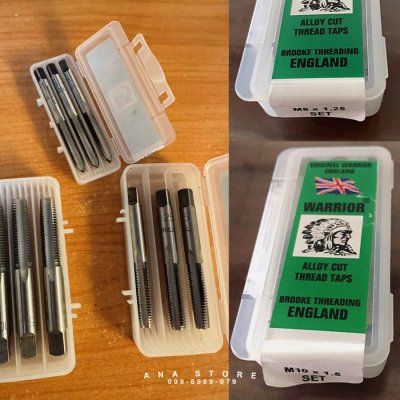 ALLOY CUT
THREAD TAPS
BROOKE THREADING
ENGLAND
M8 x 1.25
SET
ORIGINAL WARRIOR
ENGLAND
WARRIOR®
ALLOY CUT
THREAD TAPS
BROOKE THREADING
ENGLAND
M10 x 1.5
SET
ANA STORE
098-8969-079